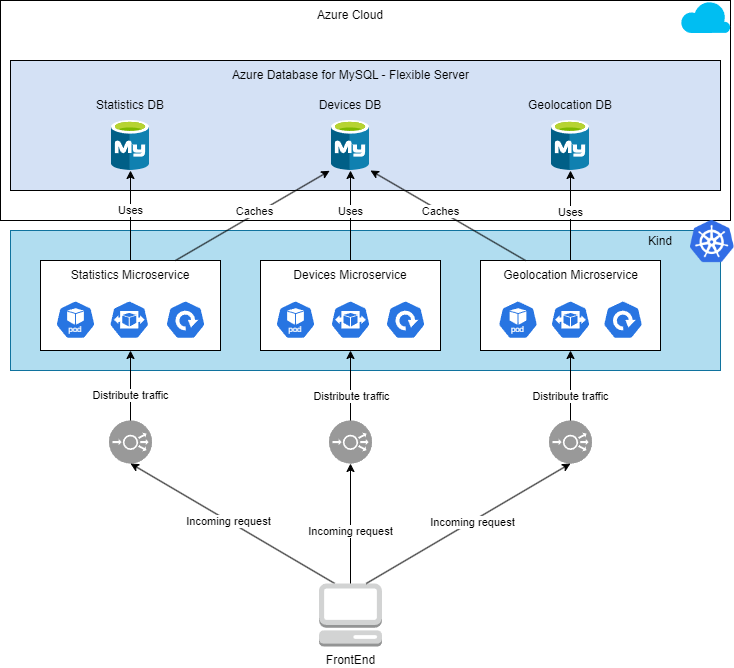 Azure Cloud
Azure Database for MySQL - Flexible Server
Statistics DB
Devices DB
Geolocation DB
My
My
My
Uses
Caches
Uses
Caches
Uses
Kind
Statistics Microservice
Devices Microservice
Geolocation Microservice
pod
pod
pod
Distribute traffic
Distribute traffic
Distribute traffic
Incoming request
Incoming request
Incoming request
FrontEnd